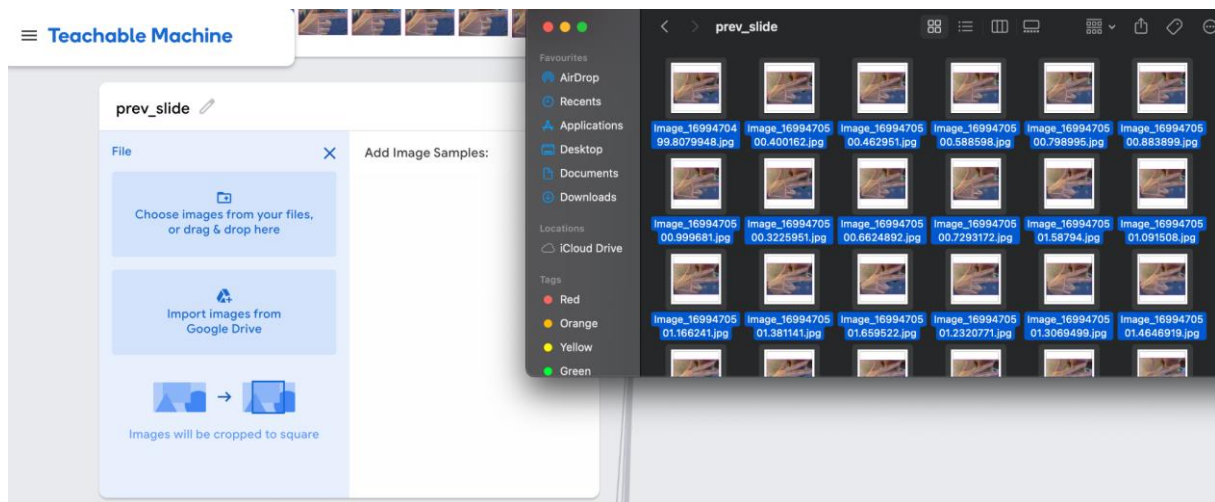 Teachable Machine
prev_slide
File
Add Image Samples:
Choose images from your files,
or drag & drop here
Import images from
Google Drive
Images will be cropped to square
prev_slide
Favourites
AirDrop
Recents
Applications
Desktop
Documents
Downloads
Locations
iCloud Drive
Tags
Red
Orange
Yellow
Green
Image_16994704 Image_16994705 Image_16994705 Image_16994705 Image_16994705 Image_16994705
99.8079948.jpg 00.400162.jpg 00.462951.jpg 00.588598.jpg 00.798995.jpg 00.883899.jpg
Image_16994705 Image_16994705 Image_16994705 Image_16994705 Image_16994705 Image_16994705
00.999681.jpg 00.3225951.jpg 00.6624892.jpg 00.7293172.jpg 01.58794.jpg 01.091508.jpg
Image_16994705 Image_16994705 Image_16994705 Image_16994705 Image_16994705 Image_16994705
01.166241.jpg 01.381141.jpg 01.659522.jpg 01.2320771.jpg 01.3069499.jpg 01.4646919.jpg